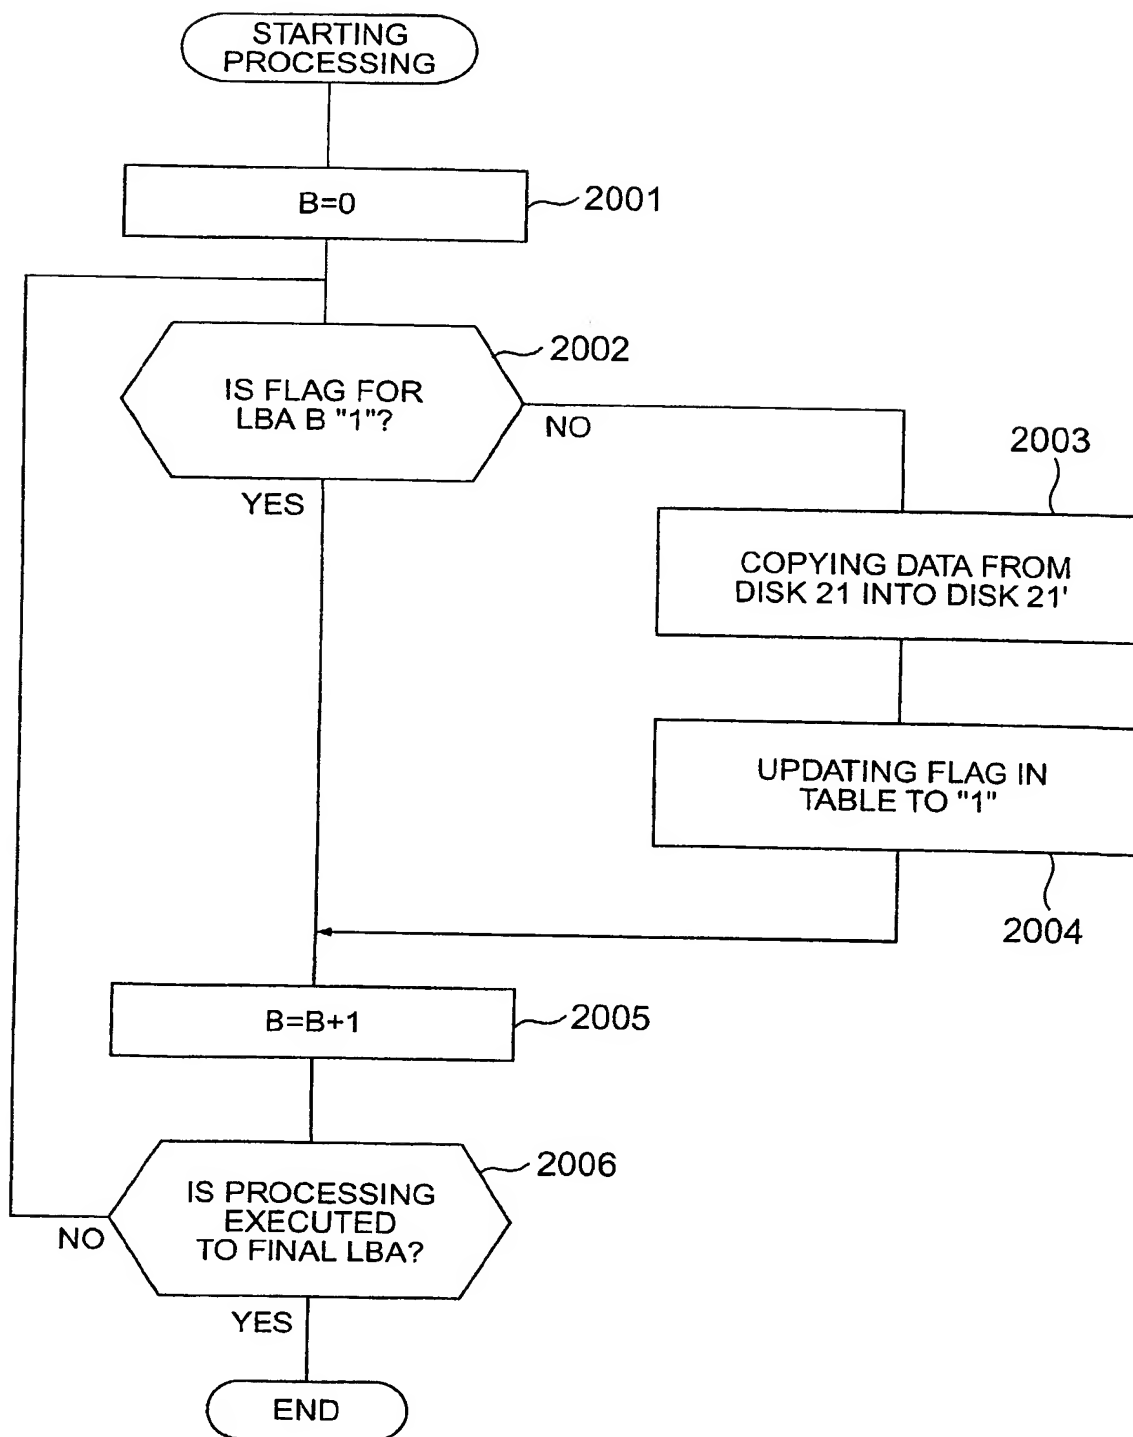 STARTING
PROCESSING
B=0
2001
2002
IS FLAG FOR
LBA B "1"?
NO
YES
2003
COPYING DATA FROM
DISK 21 INTO DISK 21'
UPDATING FLAG IN
TABLE TO "1"
2004
B=B+1
2005
2006
IS PROCESSING
EXECUTED
TO FINAL LBA?
NO
YES
END